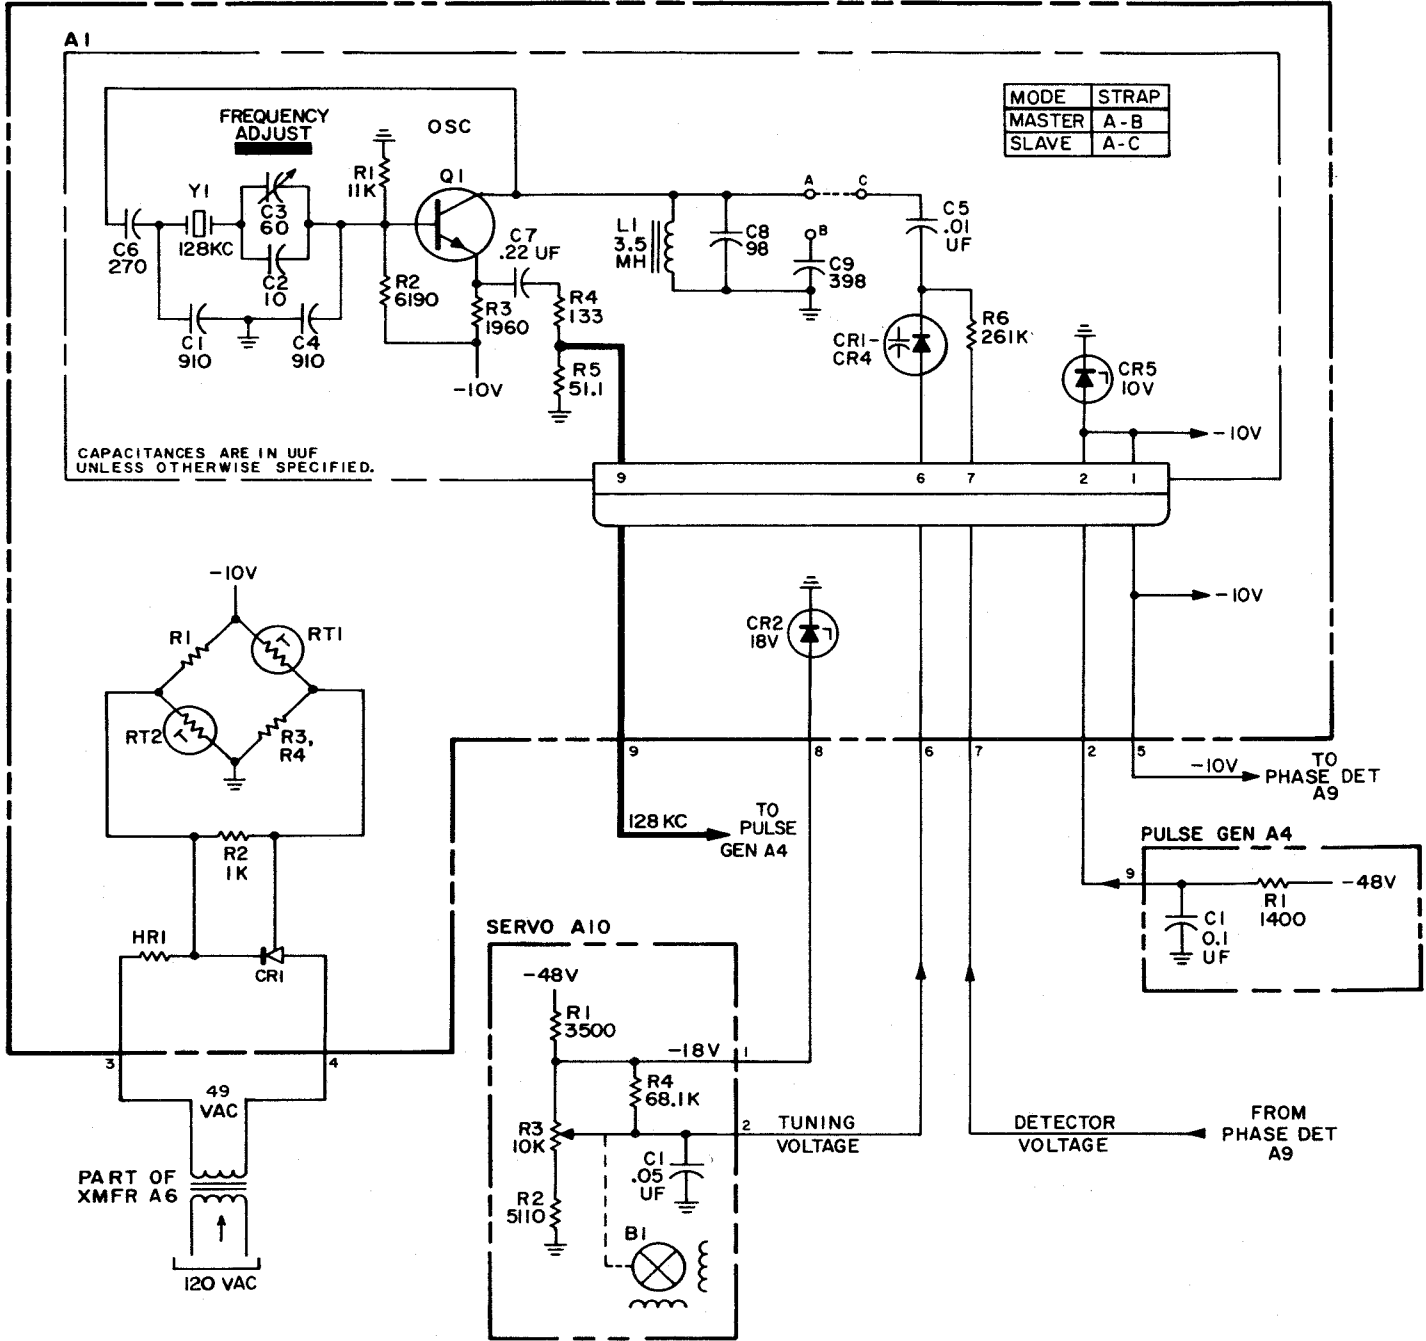 A1
FREQUENCY
ADJUST
OSC
MODE STRAP
MASTER A-B
SLAVE A-C
R1
11K
Q1
Y1
128KC
C3
60
C2
10
C6
270
C1
910
C4
910
R2
6190
R3
1960
-10V
C7
.22 UF
R4
133
R5
51.1
L1
3.5
MH
C8
98
A
C
B
C9
398
C5
.01
UF
CR1-
CR4
R6
261K
CR5
10V
-10V
CAPACITANCES ARE IN UUF
UNLESS OTHERWISE SPECIFIED.
9 6 7 2 1
-10V
R1
RT1
RT2
R3,
R4
R2
1K
HR1
CR1
3
4
49
VAC
PART OF
XMFR A6
120 VAC
CR2
18V
-10V
9 8 6 7 2 5
128 KC
TO
PULSE
GEN A4
-10V
TO
PHASE DET
A9
PULSE GEN A4
9
-48V
R1
1400
C1
0.1
UF
SERVO A10
-48V
R1
3500
-18V
1
R4
68.1K
R3
10K
2
C1
.05
UF
R2
5110
B1
TUNING
VOLTAGE
DETECTOR
VOLTAGE
FROM
PHASE DET
A9